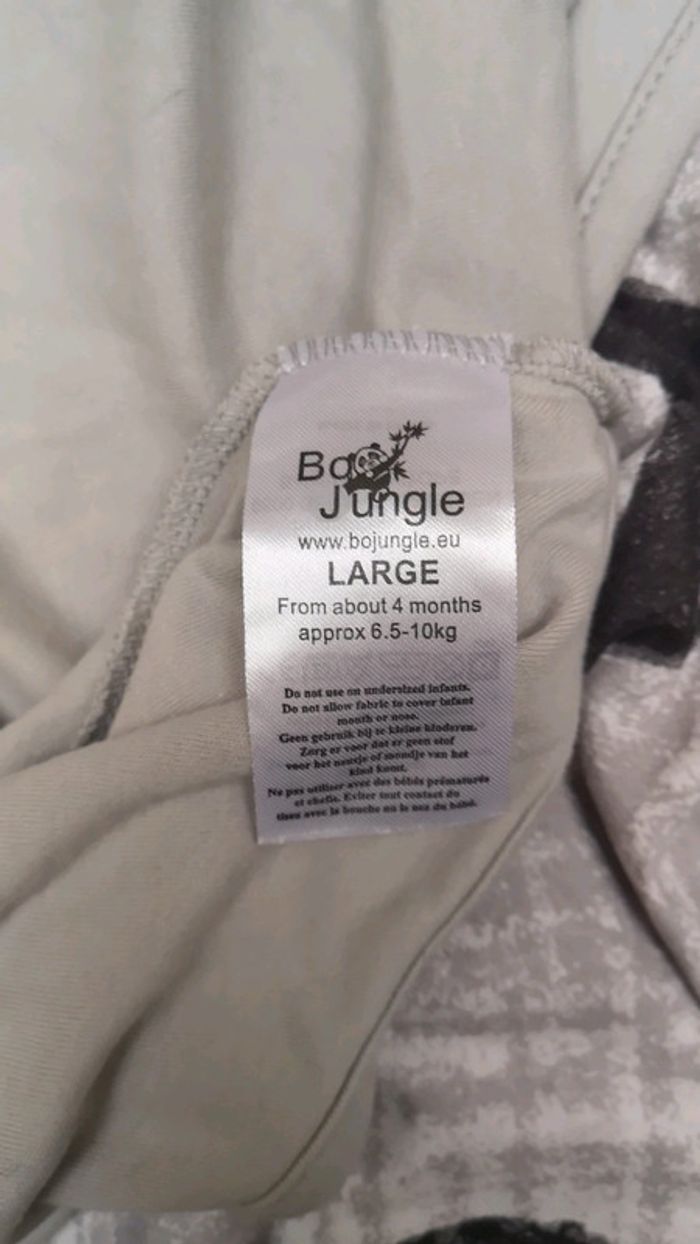 Bo
Jungle
www.bojungle.eu
LARGE
From about 4 months
approx 6.5-10kg
Do not use on undersized infants.
Do not allow fabric to cover infant
mouth or nose.
Geen gebruik bij te kleine kinderen.
Zorg er voor dat er geen stof
voor het neusje of mondje van het
kind komt.
Ne pas utiliser avec des bébés prématurés
et chefis. Eviter tout contact du
tissu avec la bouche ou le nez du bébé.